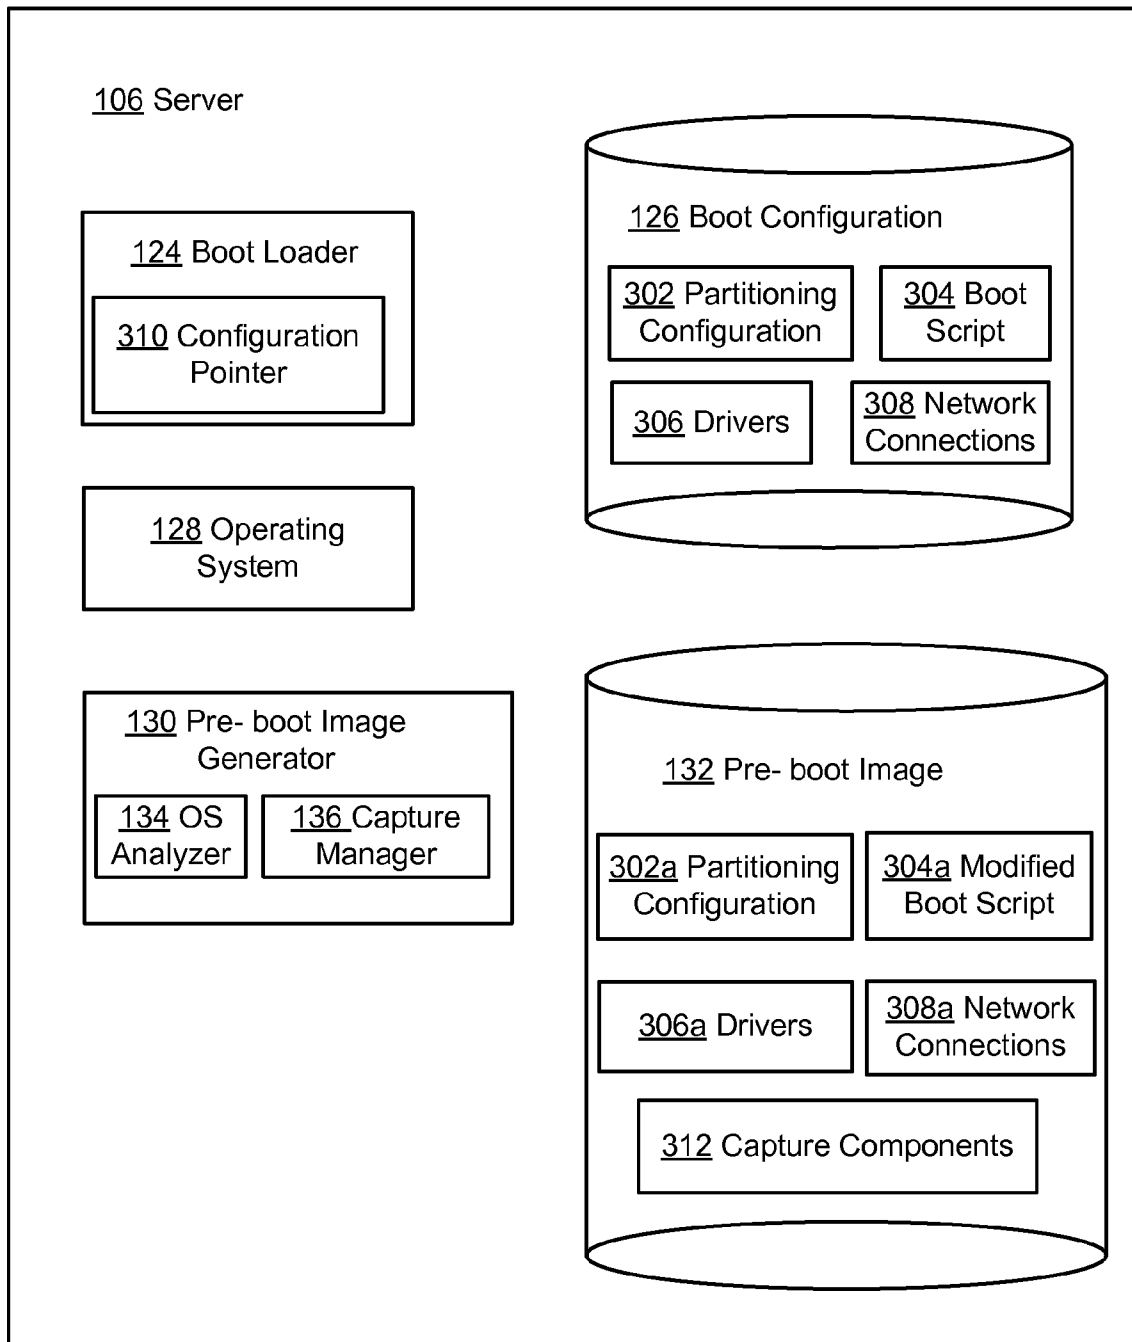 106 Server
124 Boot Loader
310 Configuration
Pointer
128 Operating
System
130 Pre- boot Image
Generator
134 OS
Analyzer
136 Capture
Manager
126 Boot Configuration
302 Partitioning
Configuration
304 Boot
Script
306 Drivers
308 Network
Connections
132 Pre- boot Image
302a Partitioning
Configuration
304a Modified
Boot Script
306a Drivers
308a Network
Connections
312 Capture Components